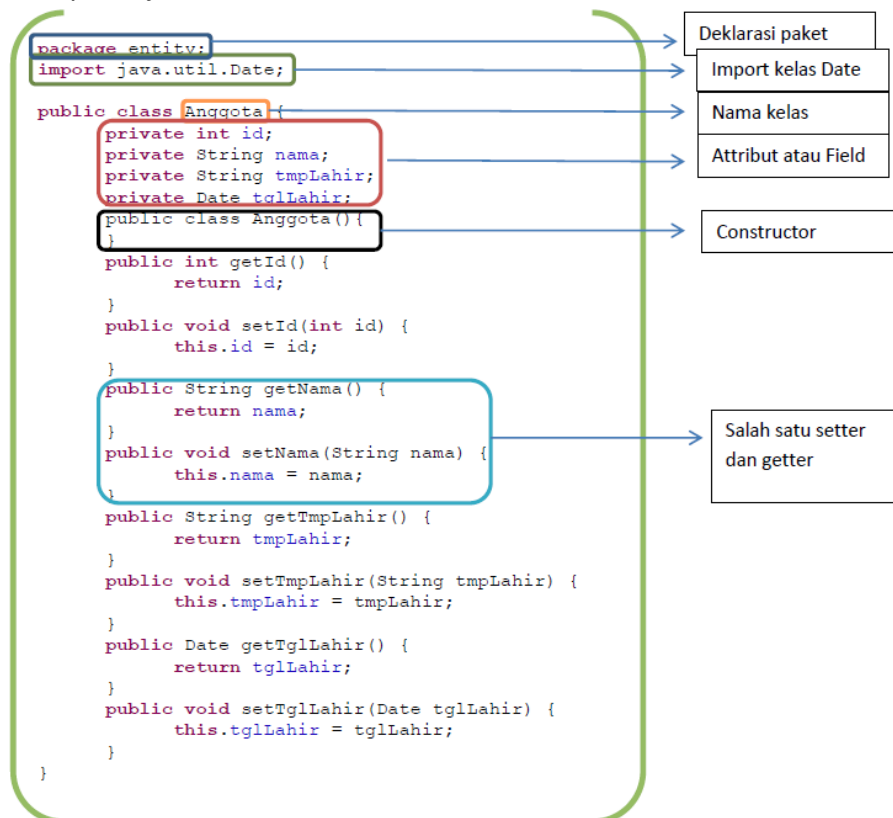 package entity;
import java.util.Date;
public class Anggota {
private int id;
private String nama;
private String tmpLahir;
private Date tglLahir;
public class Anggota(){
}
public int getId() {
return id;
}
public void setId(int id) {
this.id = id;
}
public String getNama() {
return nama;
}
public void setNama(String nama) {
this.nama = nama;
}
public String getTmpLahir() {
return tmpLahir;
}
public void setTmpLahir(String tmpLahir) {
this.tmpLahir = tmpLahir;
}
public Date getTglLahir() {
return tglLahir;
}
public void setTglLahir(Date tglLahir) {
this.tglLahir = tglLahir;
}
}
Deklarasi paket
Import kelas Date
Nama kelas
Attribut atau Field
Constructor
Salah satu setter
dan getter